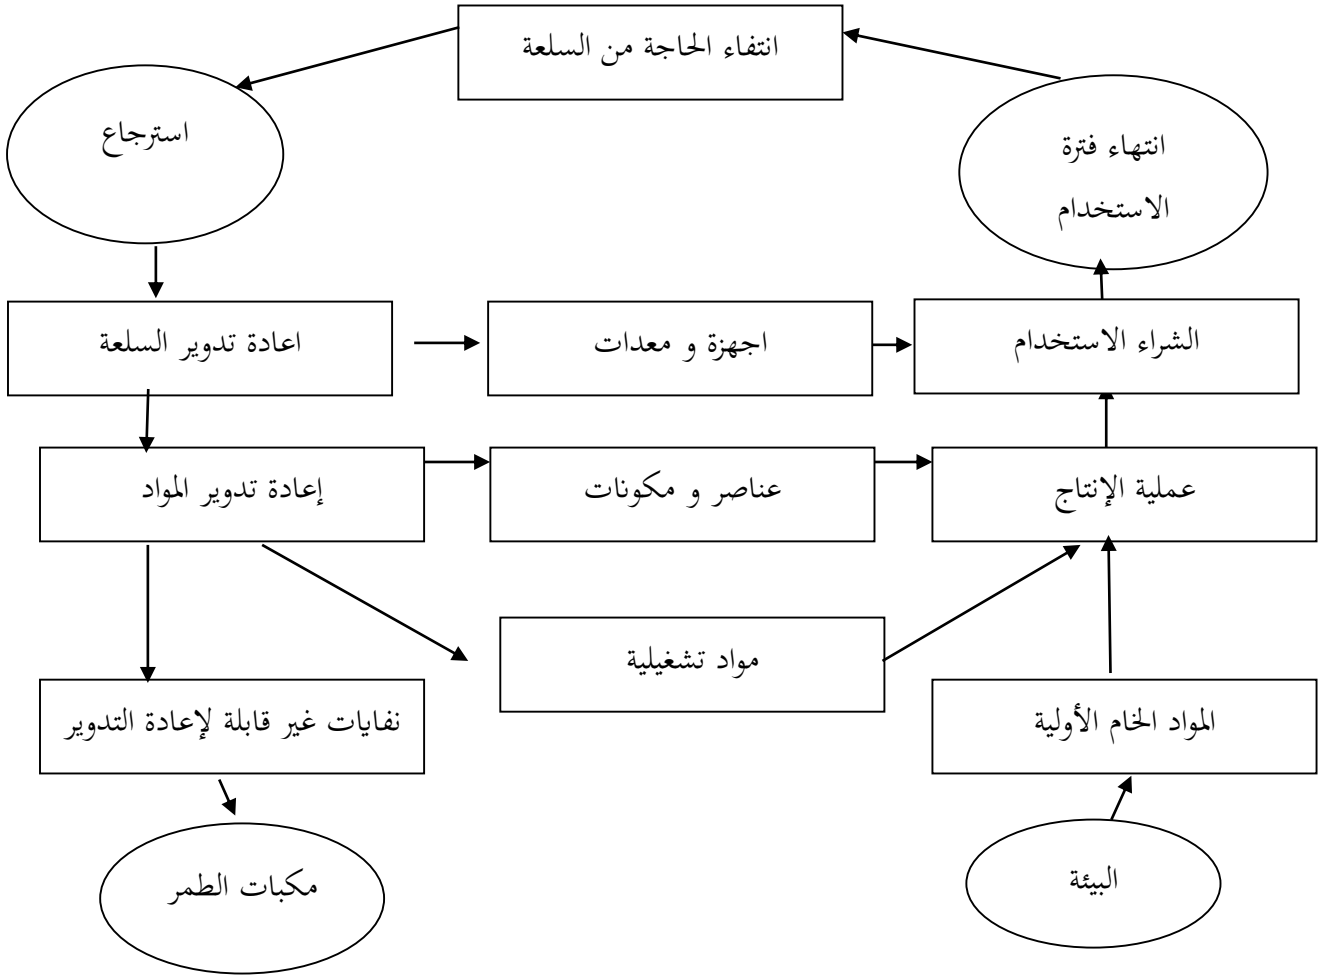 انتفاء الحاجة من السلعة
استرجاع
انتهاء فترة
الاستخدام
اعادة تدوير السلعة
اجهزة و معدات
الشراء الاستخدام
إعادة تدوير المواد
عناصر و مكونات
عملية الإنتاج
مواد تشغيلية
نفايات غير قابلة لإعادة التدوير
المواد الخام الأولية
مكبات الطمر
البيئة